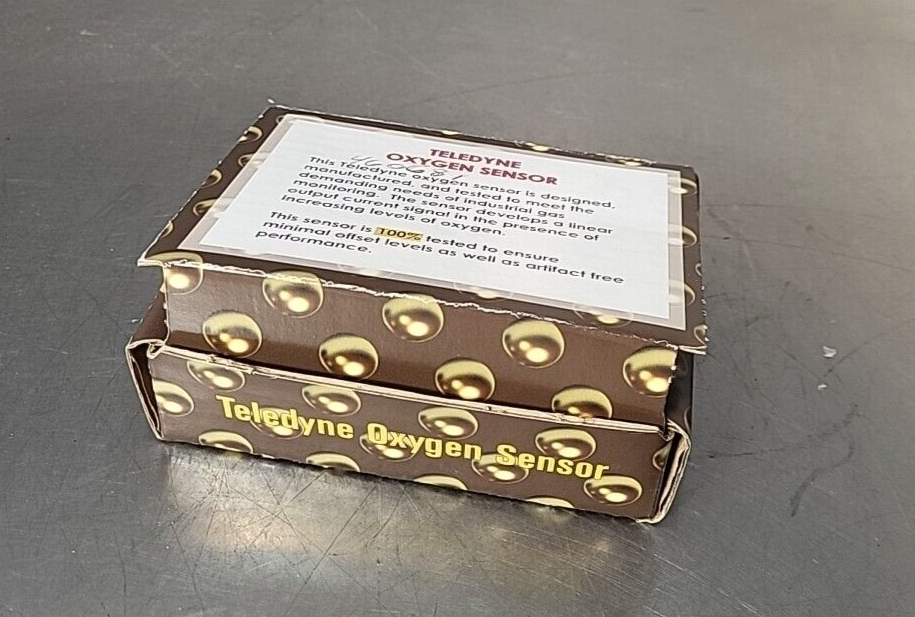 TELEDYNE
OXYGEN SENSOR
This Teledyne oxygen sensor is designed,
manufactured, and tested to meet the
demanding needs of industrial gas
monitoring. The sensor develops a linear
output current signal in the presence of
increasing levels of oxygen.
This sensor is 100% tested to ensure
minimal offset levels as well as artifact free
performance.
Teledyne Oxygen Sensor